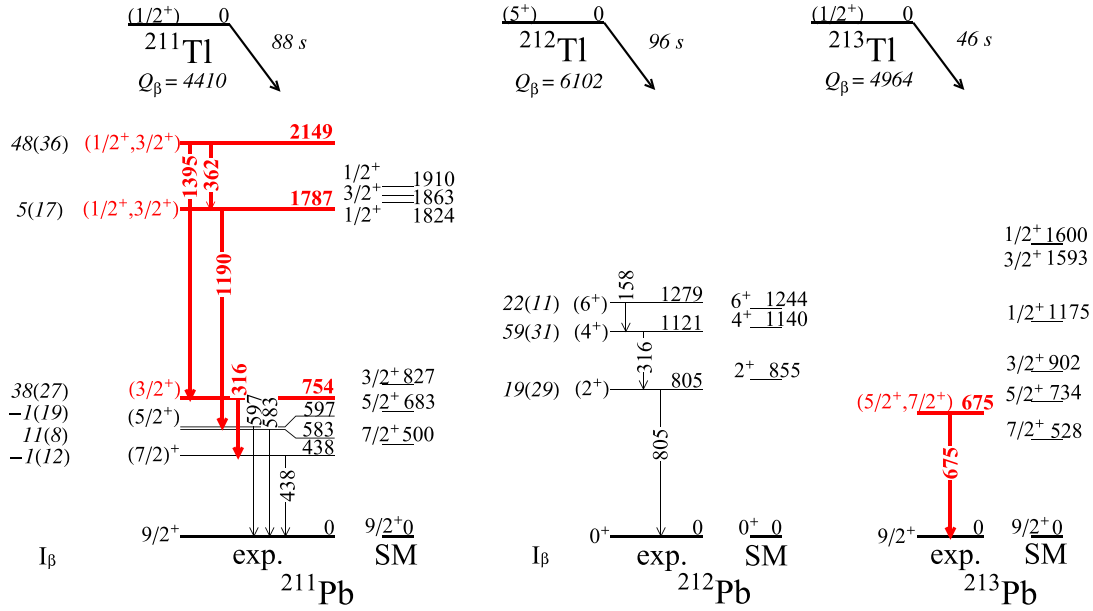 (1/2⁺) 0
²¹¹Tl
88 s
Qβ = 4410
48(36) (1/2⁺,3/2⁺) 2149
1395
362
5(17) (1/2⁺,3/2⁺) 1787
1190
1/2⁺ 1910
3/2⁺ 1863
1/2⁺ 1824
38(27) (3/2⁺) 754
316
−1(19) (5/2⁺) 597
11(8) 583
−1(12) (7/2)⁺ 438
597
583
438
3/2⁺ 827
5/2⁺ 683
7/2⁺ 500
9/2⁺ 0
9/2⁺ 0
Iβ exp. SM
²¹¹Pb
(5⁺) 0
²¹²Tl
96 s
Qβ = 6102
22(11) (6⁺) 1279
158
59(31) (4⁺) 1121
316
19(29) (2⁺) 805
805
6⁺ 1244
4⁺ 1140
2⁺ 855
0⁺ 0
0⁺ 0
Iβ exp. SM
²¹²Pb
(1/2⁺) 0
²¹³Tl
46 s
Qβ = 4964
(5/2⁺,7/2⁺) 675
675
1/2⁺ 1600
3/2⁺ 1593
1/2⁺ 1175
3/2⁺ 902
5/2⁺ 734
7/2⁺ 528
9/2⁺ 0
9/2⁺ 0
exp. SM
²¹³Pb